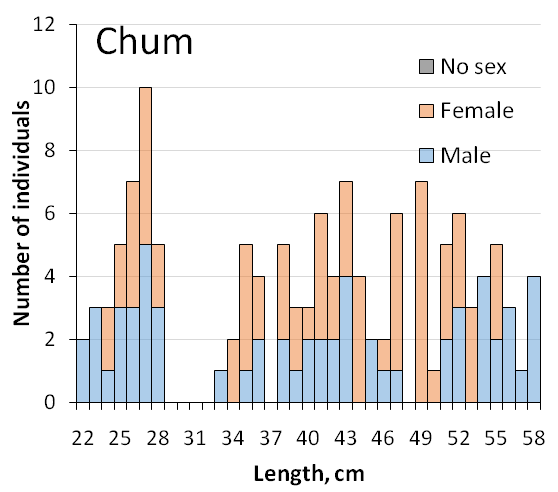 Chum
No sex
Female
Male
Number of individuals
12
10
8
6
4
2
0
22 25 28 31 34 37 40 43 46 49 52 55 58
Length, cm